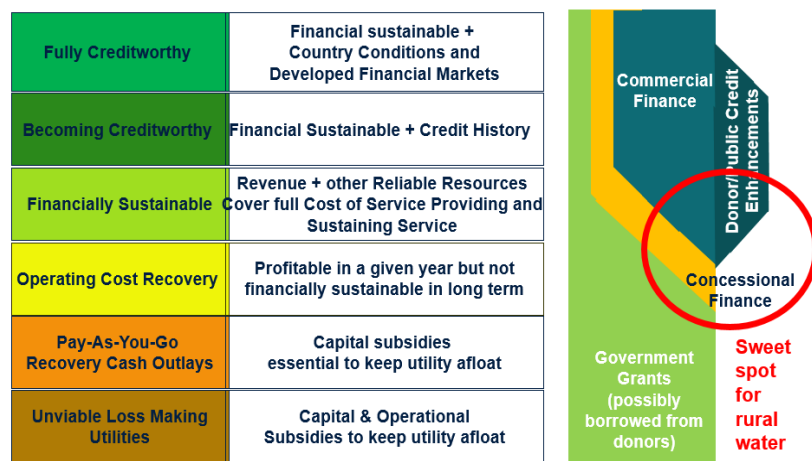 Fully Creditworthy
Financial sustainable +
Country Conditions and
Developed Financial Markets
Becoming Creditworthy
Financial Sustainable + Credit History
Financially Sustainable
Revenue + other Reliable Resources
Cover full Cost of Service Providing and
Sustaining Service
Operating Cost Recovery
Profitable in a given year but not
financially sustainable in long term
Pay-As-You-Go
Recovery Cash Outlays
Capital subsidies
essential to keep utility afloat
Unviable Loss Making
Utilities
Capital & Operational
Subsidies to keep utility afloat
Commercial
Finance
Donor/Public Credit
Enhancements
Concessional
Finance
Government
Grants
(possibly
borrowed from
donors)
Sweet
spot
for
rural
water